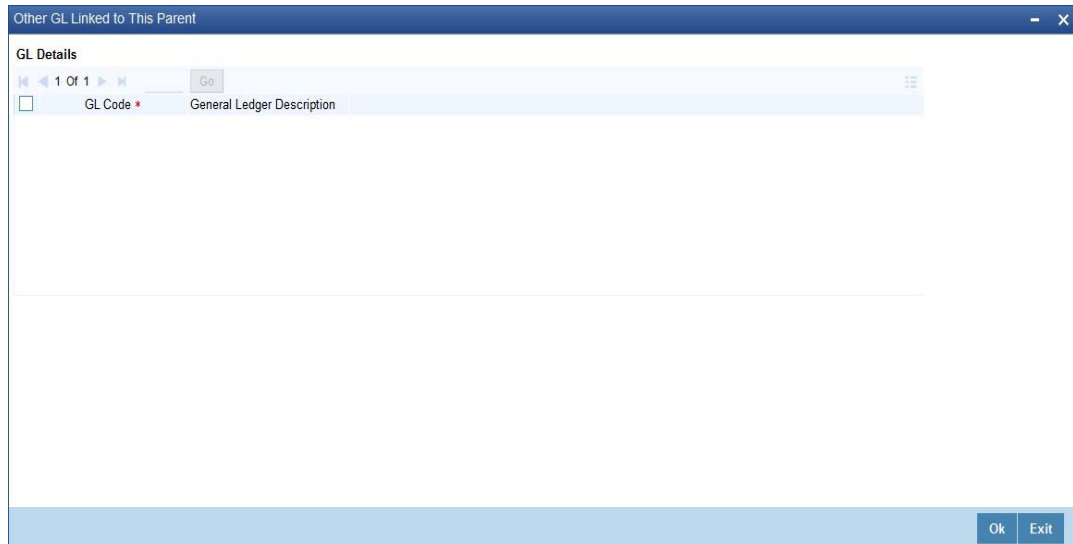 Other GL Linked to This Parent
GL Details
1 Of 1 Go
GL Code * General Ledger Description
Ok Exit